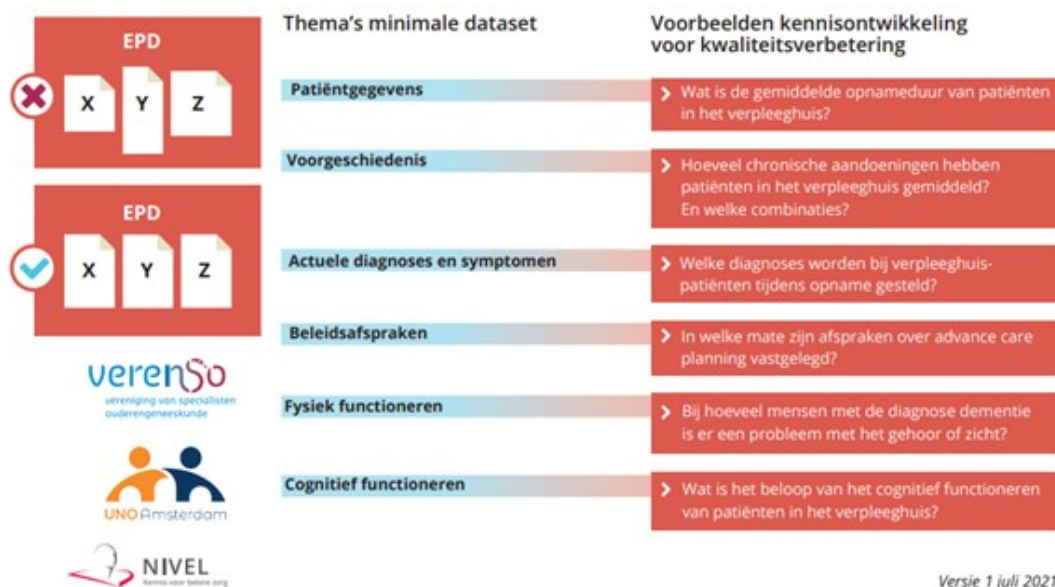 EPD
X Y Z
EPD
X Y Z
verenso
vereniging van specialisten
ouderengeneeskunde
UNO Amsterdam
NIVEL
Kennis voor betere zorg
Thema's minimale dataset
Patiëntgegevens
Voorgeschiedenis
Actuele diagnoses en symptomen
Beleidsafspraken
Fysiek functioneren
Cognitief functioneren
Voorbeelden kennisontwikkeling
voor kwaliteitsverbetering
Wat is de gemiddelde opnameduur van patiënten
in het verpleeghuis?
Hoeveel chronische aandoeningen hebben
patiënten in het verpleeghuis gemiddeld?
En welke combinaties?
Welke diagnoses worden bij verpleeghuis-
patiënten tijdens opname gesteld?
In welke mate zijn afspraken over advance care
planning vastgelegd?
Bij hoeveel mensen met de diagnose dementie
is er een probleem met het gehoor of zicht?
Wat is het beloop van het cognitief functioneren
van patiënten in het verpleeghuis?
Versie 1 juli 2021